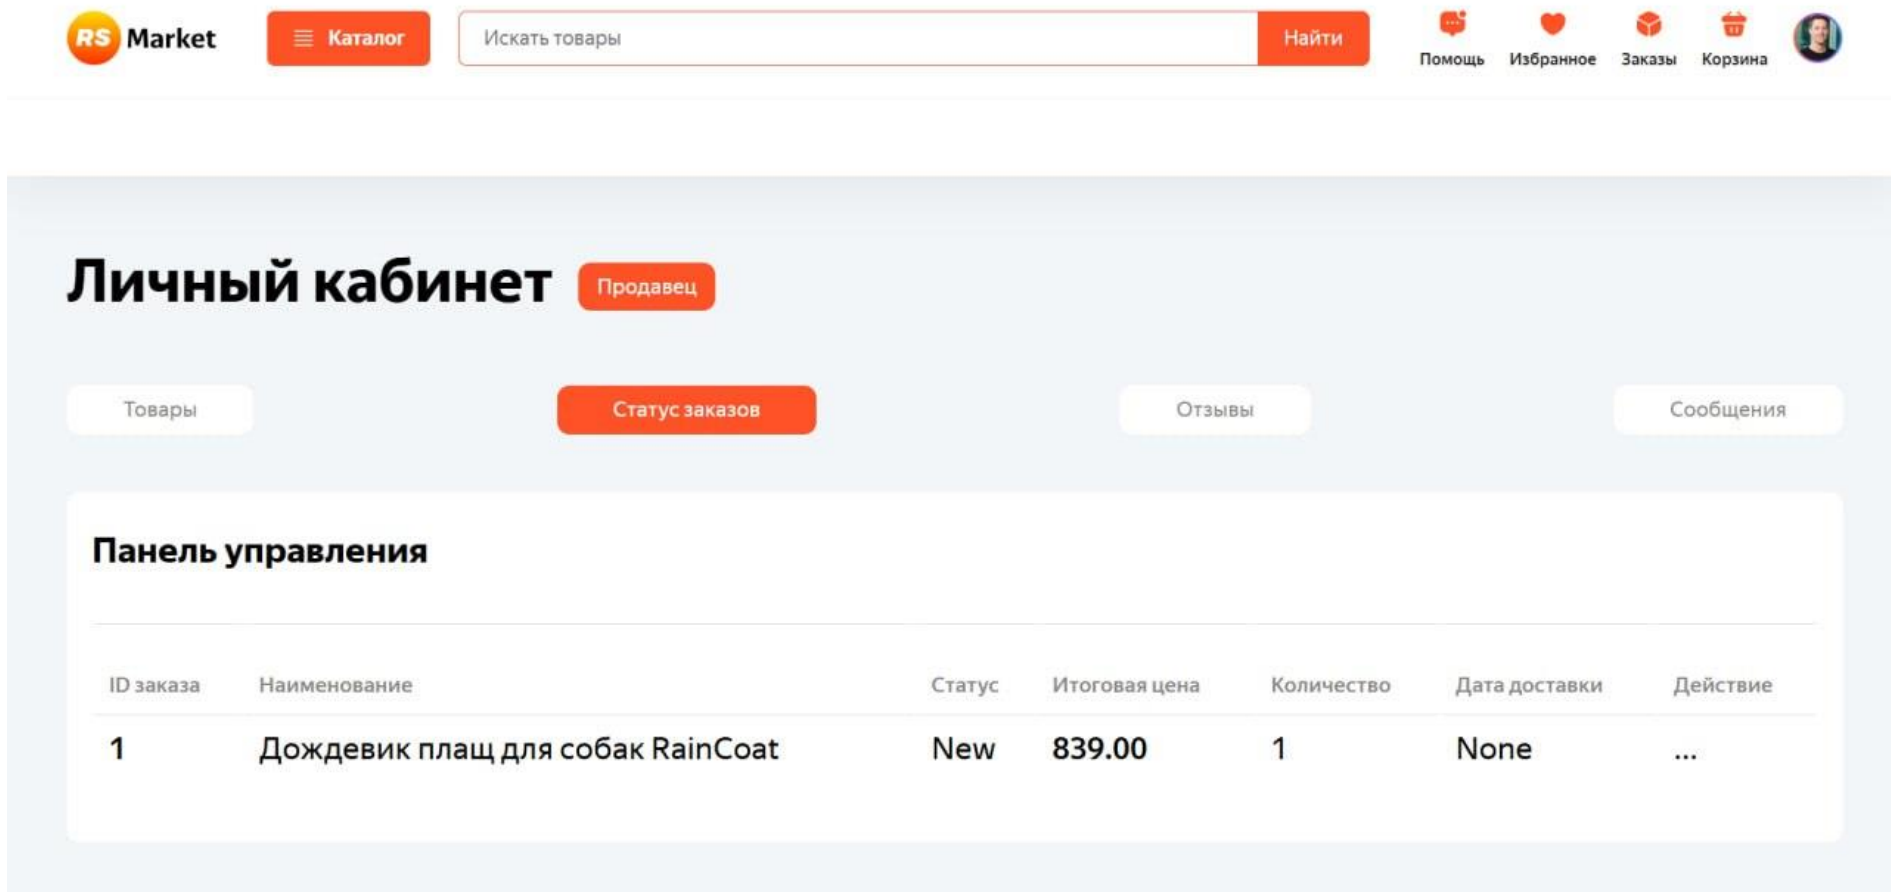 RS Market
Каталог
Искать товары
Найти
Помощь Избранное Заказы Корзина
Личный кабинет Продавец
Товары Статус заказов Отзывы Сообщения
Панель управления
ID заказа Наименование Статус Итоговая цена Количество Дата доставки Действие
1 Дождевик плащ для собак RainCoat New 839.00 1 None ...